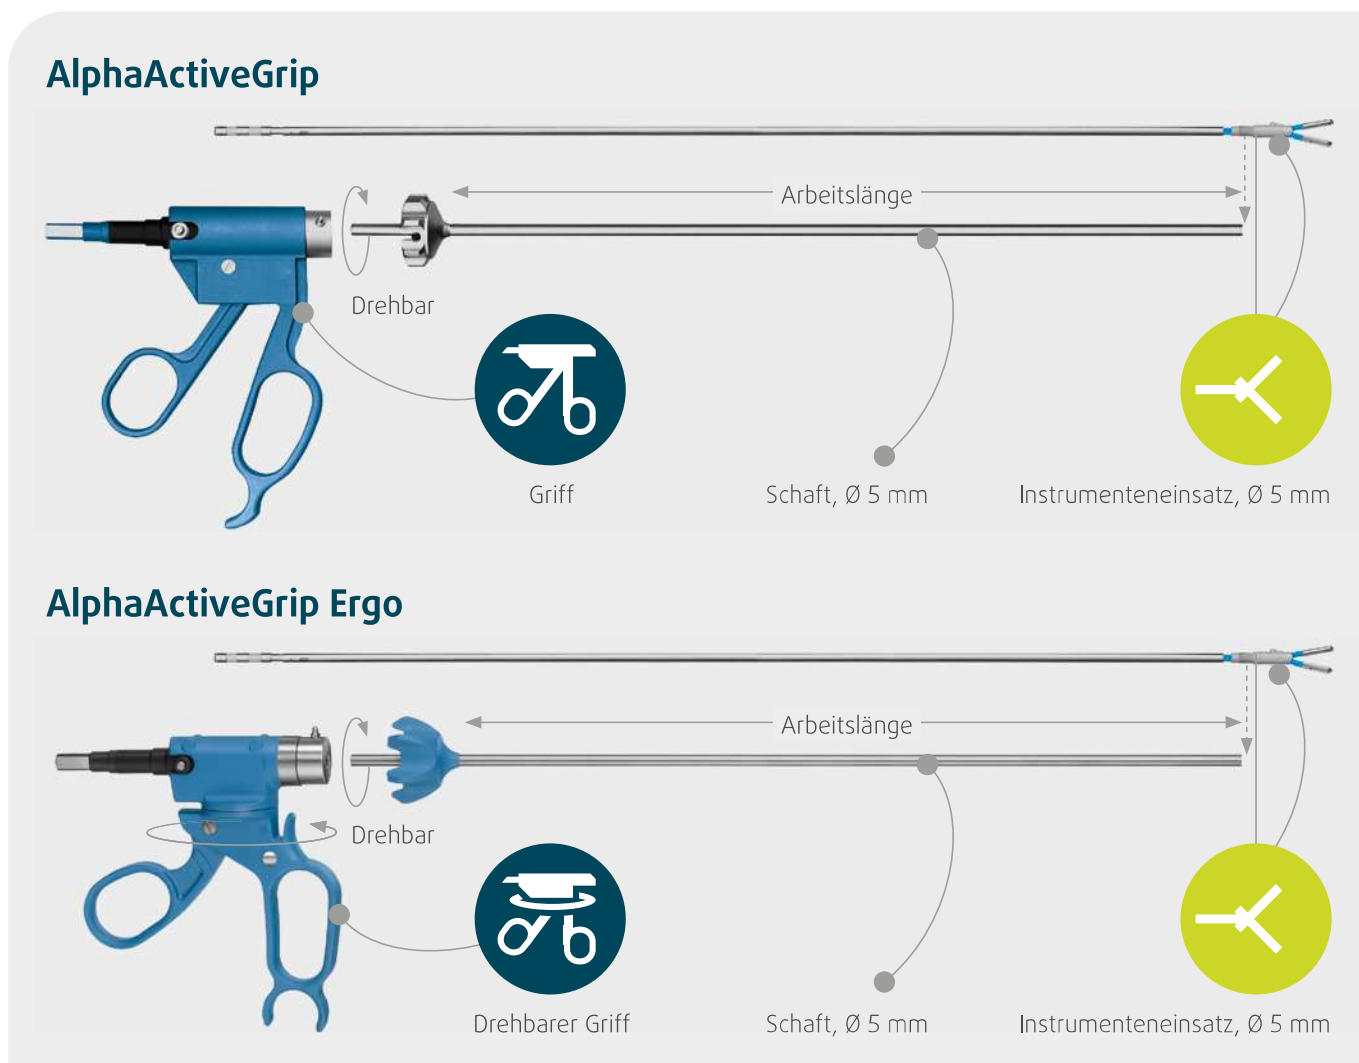 AlphaActiveGrip
Arbeitslänge
Drehbar
Griff
Schaft, Ø 5 mm
Instrumenteneinsatz, Ø 5 mm
AlphaActiveGrip Ergo
Arbeitslänge
Drehbar
Drehbarer Griff
Schaft, Ø 5 mm
Instrumenteneinsatz, Ø 5 mm